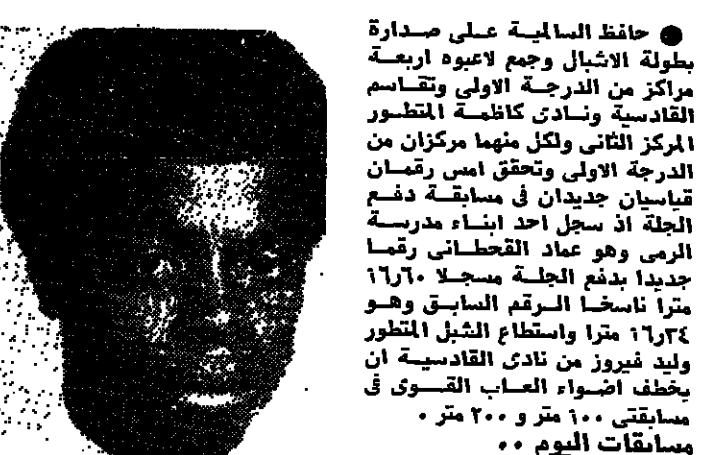 ● حافظ السالمية على صدارة
بطولة الاشبال وجمع لاعبوه اربعة
مراكز من الدرجة الاولى وتقاسم
القادسية ونادى كاظمة المتطور
المركز الثانى ولكل منهما مركزان من
الدرجة الاولى وتحقق امس رقمان
قياسيان جديدان فى مسابقة دفع
الجلة اذ سجل احد ابناء مدرسة
الرمى وهو عماد القحطانى رقما
جديدا بدفع الجلة مسجلا ١٦ر٦٠
مترا ناسخا الرقم السابق وهو
١٦ر٣٤ مترا واستطاع الشبل المتطور
وليد فيروز من نادى القادسية ان
يخطف اضواء العاب القوى فى
مسابقتى ١٠٠ متر و ٢٠٠ متر .
مسابقات اليوم ..